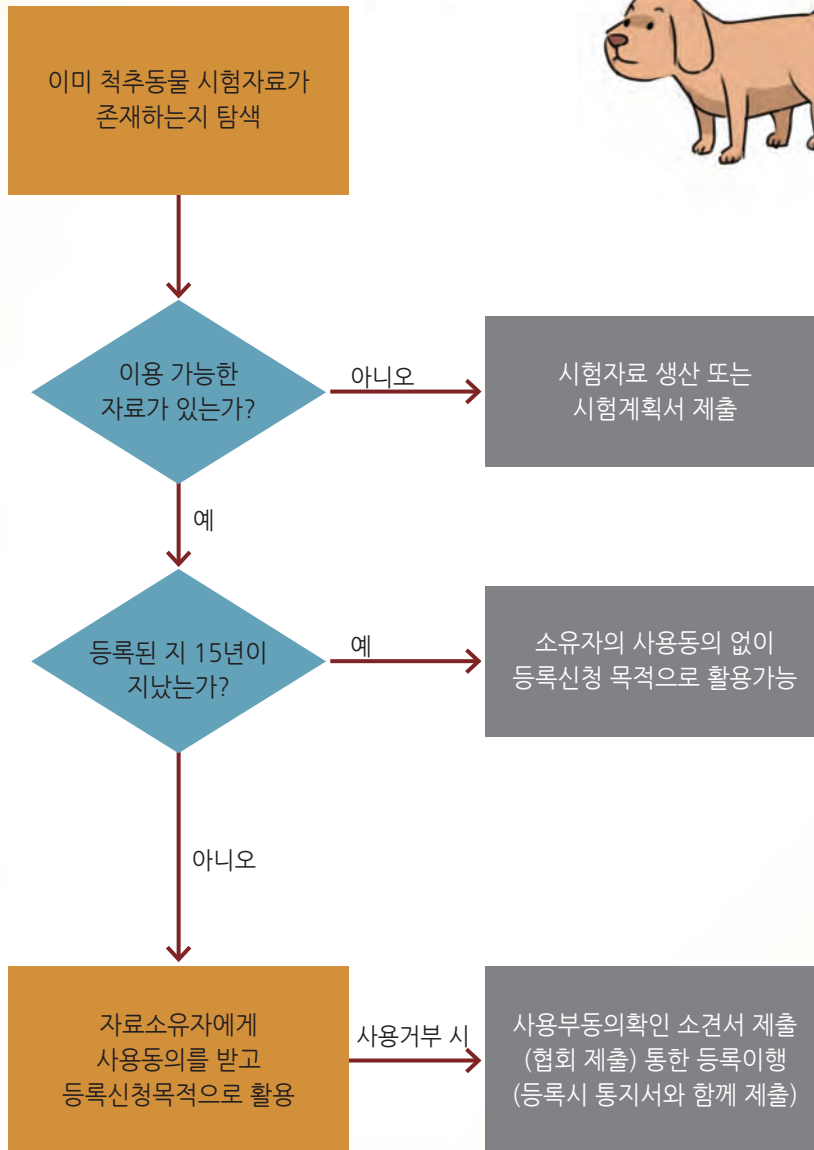 이미 척추동물 시험자료가
존재하는지 탐색
이용 가능한
자료가 있는가?
아니오
시험자료 생산 또는
시험계획서 제출
예
등록된 지 15년이
지났는가?
예
소유자의 사용동의 없이
등록신청 목적으로 활용가능
아니오
자료소유자에게
사용동의를 받고
등록신청목적으로 활용
사용거부 시
사용부동의확인 소견서 제출
(협회 제출) 통한 등록이행
(등록시 통지서와 함께 제출)